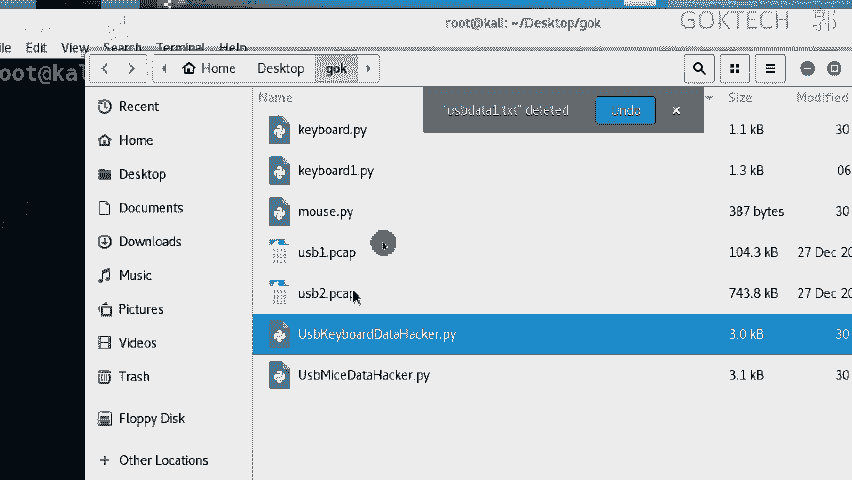 root@kali: ~/Desktop/gok
GOKTECH
ile Edit View Search Terminal Help
oot@kal
Home Desktop gok
Name Size Modified
"usbdata1.txt" deleted Undo
Recent
Home
Desktop
Documents
Downloads
Music
Pictures
Videos
Trash
Floppy Disk
+ Other Locations
keyboard.py 1.1 kB 30
keyboard1.py 1.3 kB 06
mouse.py 387 bytes 30
usb1.pcap 104.3 kB 27 Dec 20
usb2.pcap 743.8 kB 27 Dec 20
UsbKeyboardDataHacker.py 3.0 kB 30
UsbMiceDataHacker.py 3.1 kB 30